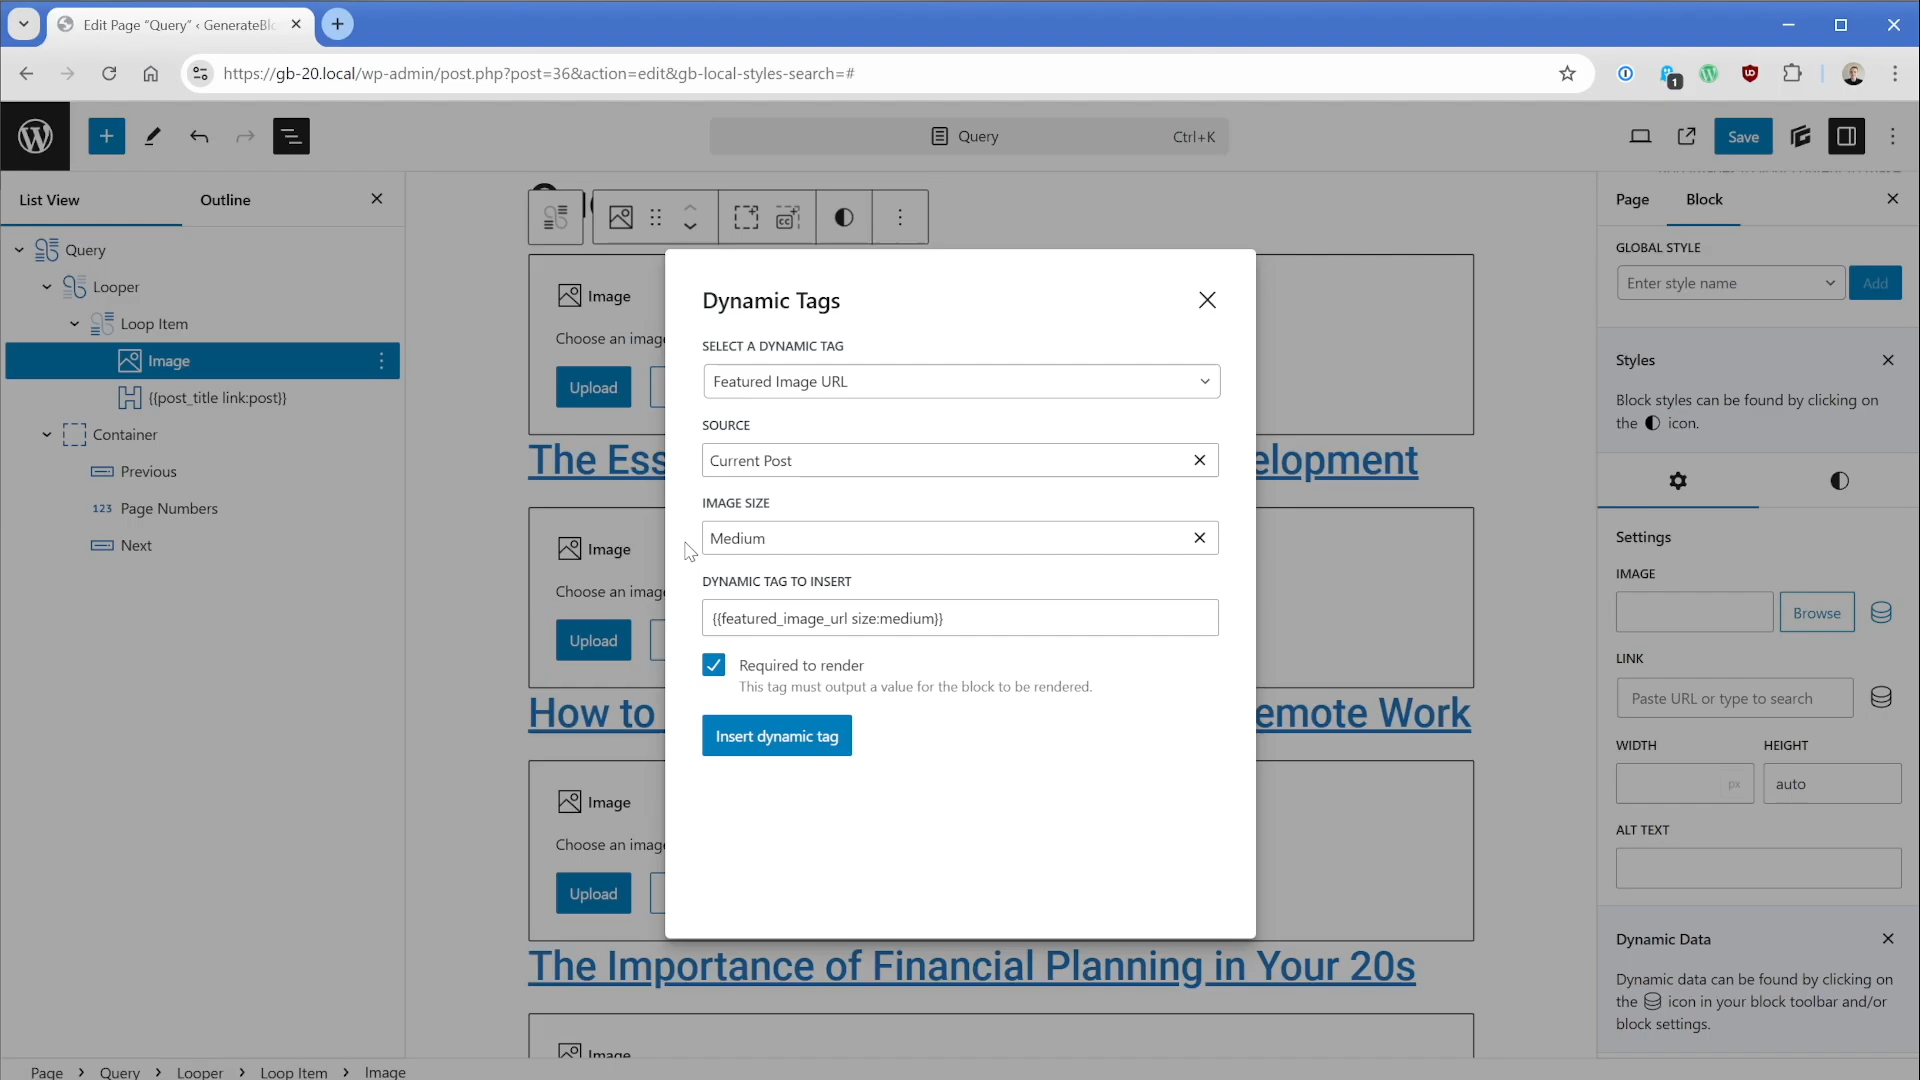 Edit Page “Query” ‹ GenerateBlo
https://gb-20.local/wp-admin/post.php?post=36&action=edit&gb-local-styles-search=#
1
Query
Ctrl+K
Save
List View
Outline
Query
Looper
Loop Item
Image
{{post_title link:post}}
Container
Previous
123 Page Numbers
Next
Image
Choose an image
Upload
The Ess
elopment
Image
Choose an image
Upload
How to
emote Work
Image
Choose an image
Upload
The Importance of Financial Planning in Your 20s
Image
Dynamic Tags
SELECT A DYNAMIC TAG
Featured Image URL
SOURCE
Current Post
IMAGE SIZE
Medium
DYNAMIC TAG TO INSERT
{{featured_image_url size:medium}}
Required to render
This tag must output a value for the block to be rendered.
Insert dynamic tag
Page
Block
GLOBAL STYLE
Enter style name
Add
Styles
Block styles can be found by clicking on
the icon.
Settings
IMAGE
Browse
LINK
Paste URL or type to search
WIDTH
HEIGHT
px
auto
ALT TEXT
Dynamic Data
Dynamic data can be found by clicking on
the icon in your block toolbar and/or
block settings.
Page > Query > Looper > Loop Item > Image